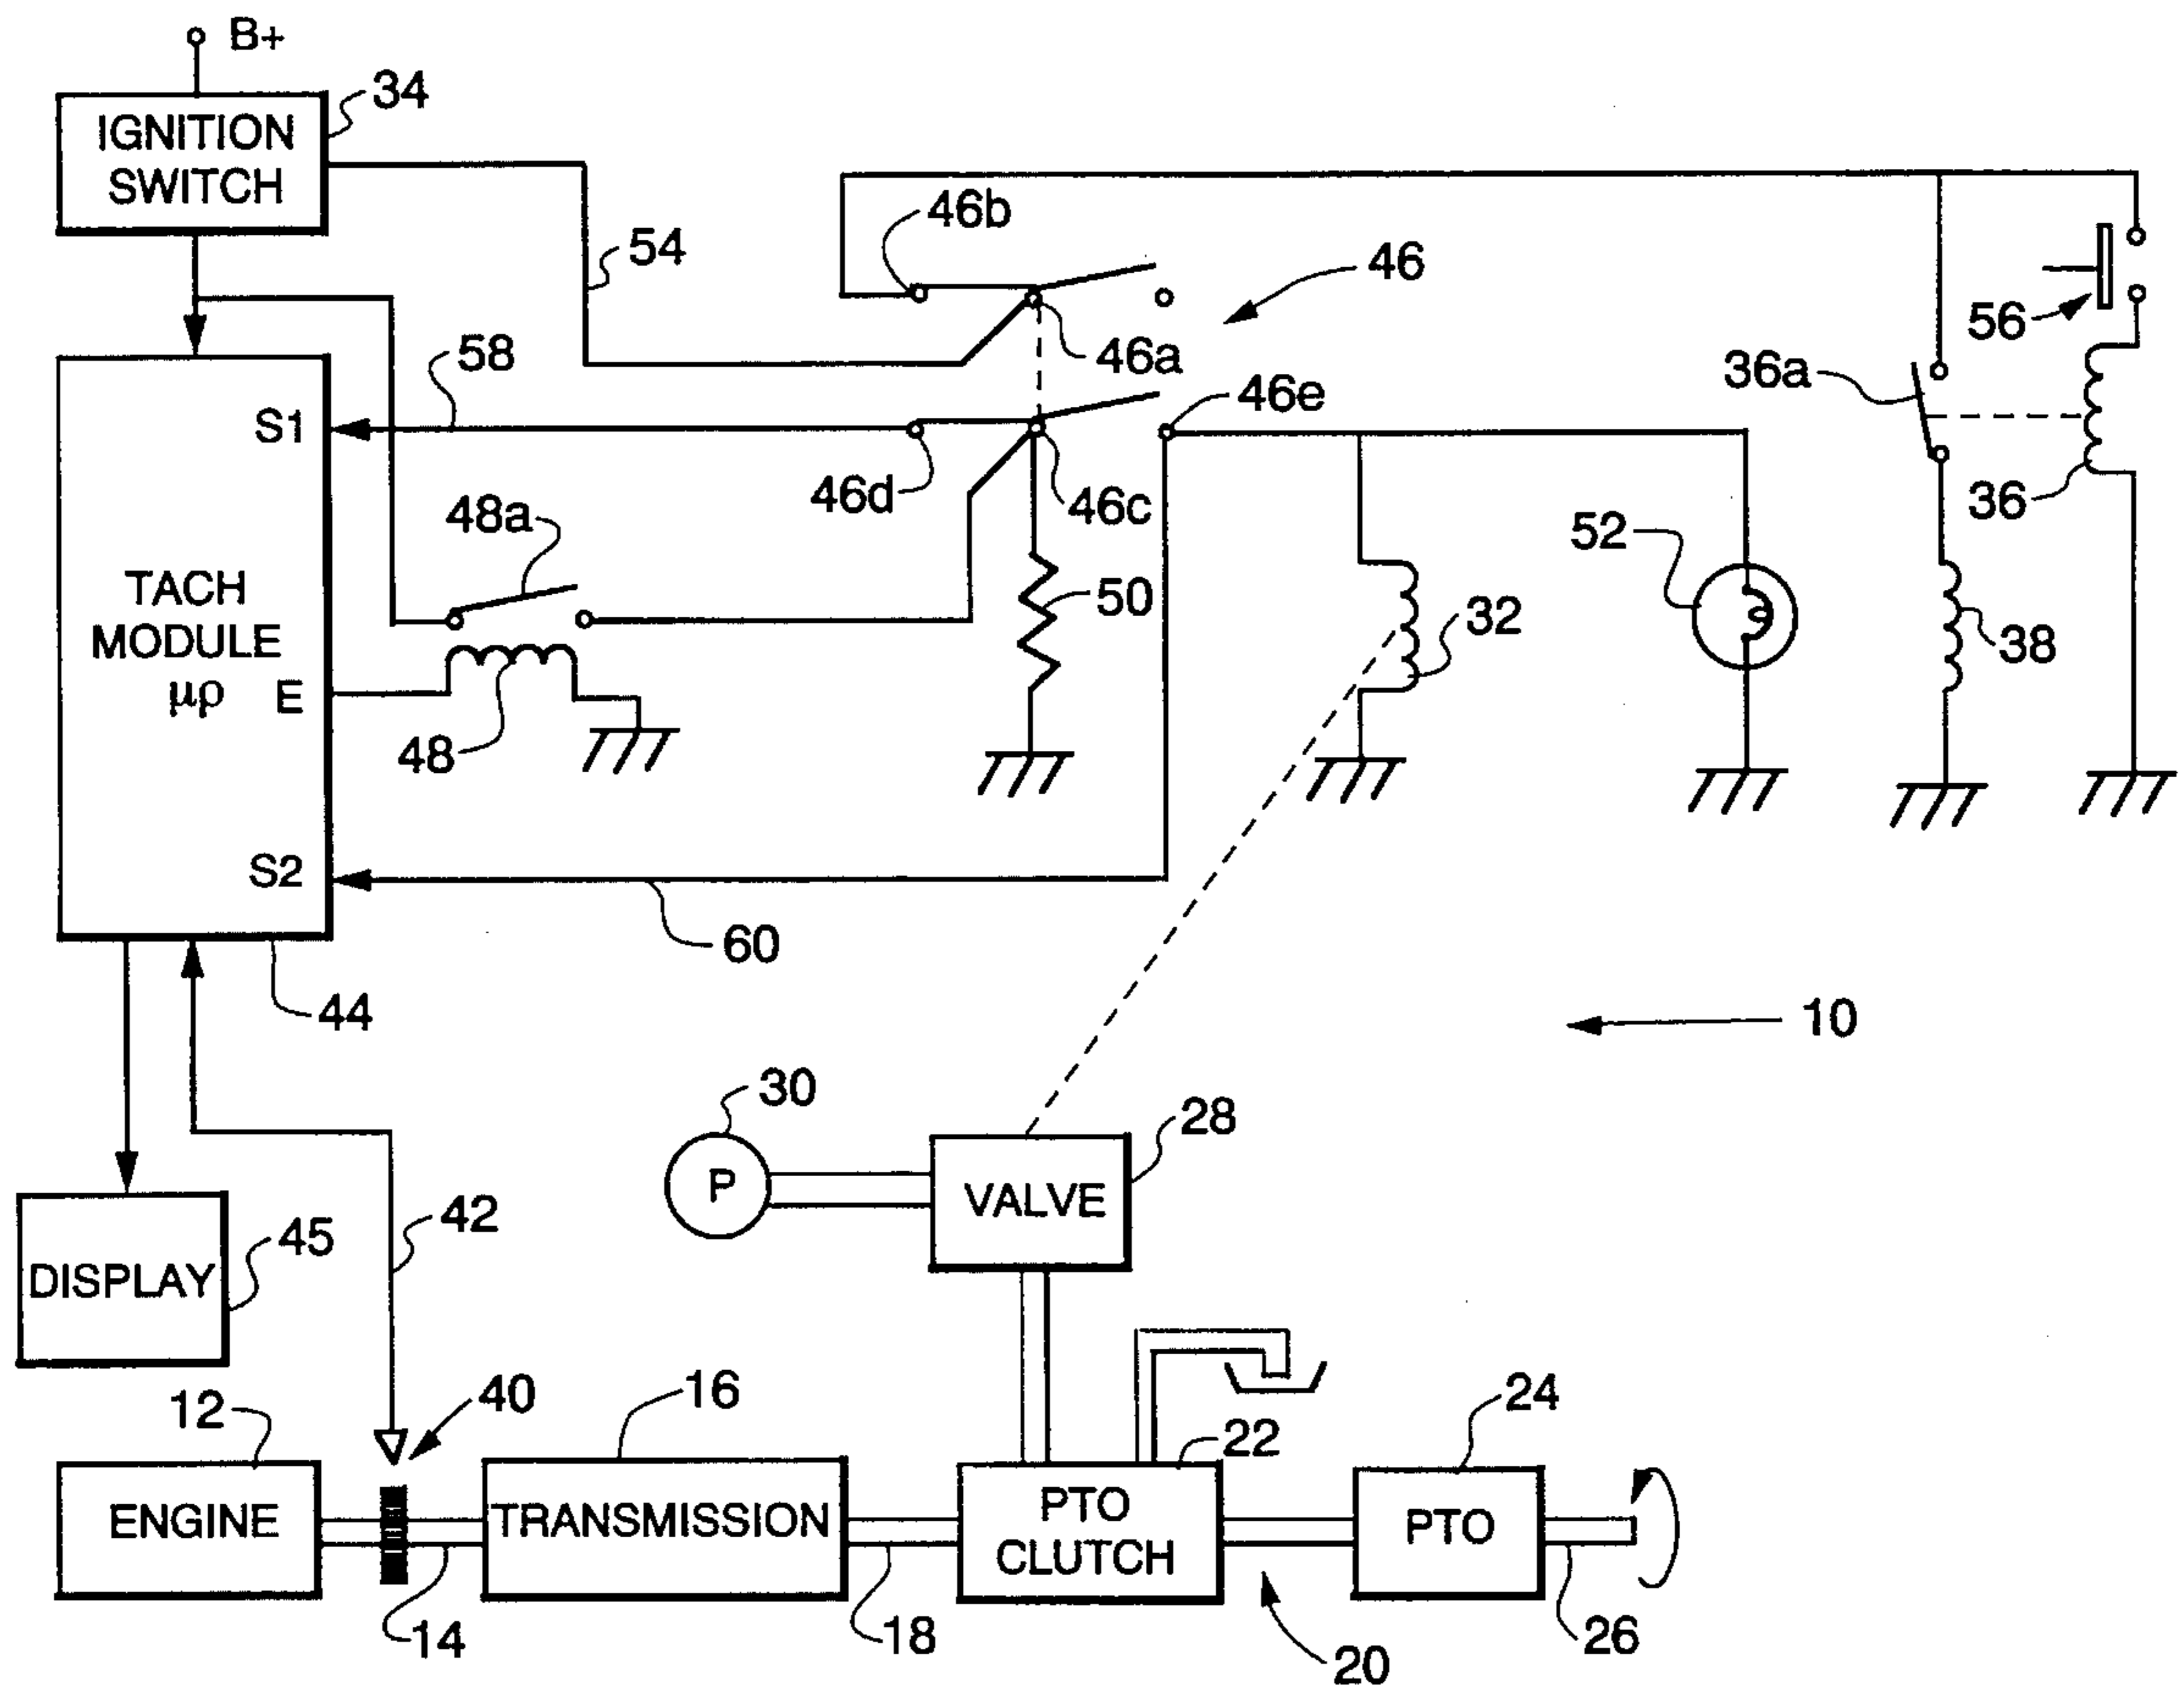 B+
34
IGNITION
SWITCH
46b
54
46
56
58
46a
36a
S1
46e
46d
46c
36
48a
52
TACH
MODULE
μρ
50
32
38
E
48
S2
60
44
10
30
28
P
VALVE
42
45
DISPLAY
40
16
24
12
22
ENGINE
TRANSMISSION
PTO
CLUTCH
PTO
14
18
20
26